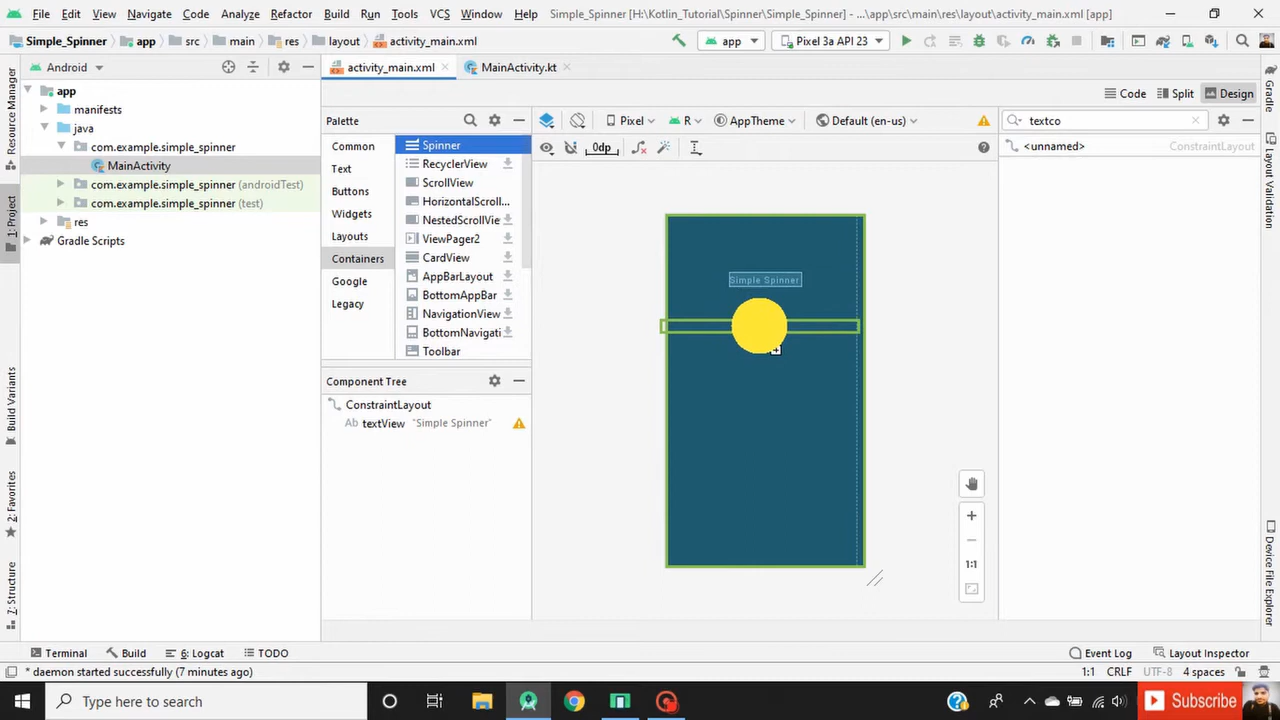 File Edit View Navigate Code Analyze Refactor Build Run Tools VCS Window Help Simple_Spinner [H:\Kotlin_Tutorial\Spinner\Simple_Spinner] - ...\app\src\main\res\layout\activity_main.xml [app]
Simple_Spinner app src main res layout activity_main.xml app Pixel 3a API 23
Android activity_main.xml MainActivity.kt
Code Split Design
app
manifests
java
com.example.simple_spinner
MainActivity
com.example.simple_spinner (androidTest)
com.example.simple_spinner (test)
res
Gradle Scripts
Resource Manager
1: Project
Build Variants
2: Favorites
7: Structure
Palette
Common
Text
Buttons
Widgets
Layouts
Containers
Google
Legacy
Spinner
RecyclerView
ScrollView
HorizontalScroll...
NestedScrollVie
ViewPager2
CardView
AppBarLayout
BottomAppBar
NavigationView
BottomNavigati
Toolbar
Component Tree
ConstraintLayout
Ab textView "Simple Spinner"
Pixel R AppTheme Default (en-us)
0dp
Simple Spinner
1:1
textco
<unnamed> ConstraintLayout
Gradle
Layout Validation
Device File Explorer
Terminal Build 6: Logcat TODO Event Log Layout Inspector
* daemon started successfully (7 minutes ago) 1:1 CRLF UTF-8 4 spaces
Type here to search
Subscribe